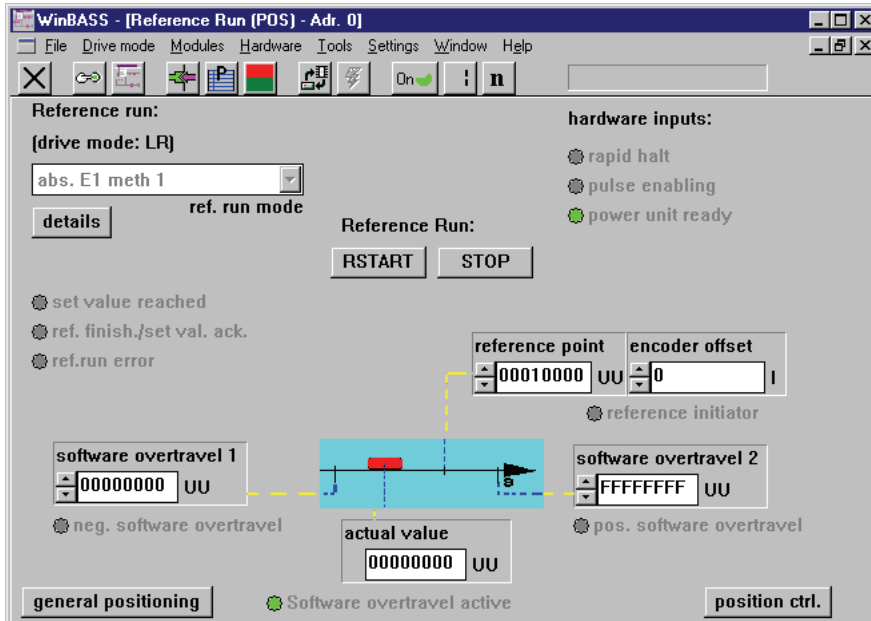 WinBASS - [Reference Run (POS) - Adr. 0]
File Drive mode Modules Hardware Tools Settings Window Help
P On n
Reference run:
(drive mode: LR)
abs. E1 meth 1
ref. run mode
details
hardware inputs:
rapid halt
pulse enabling
power unit ready
Reference Run:
RSTART STOP
set value reached
ref. finish./set val. ack.
ref.run error
reference point encoder offset
00010000 UU 0 I
reference initiator
software overtravel 1
00000000 UU
neg. software overtravel
s
software overtravel 2
FFFFFFFF UU
pos. software overtravel
actual value
00000000 UU
general positioning
Software overtravel active
position ctrl.